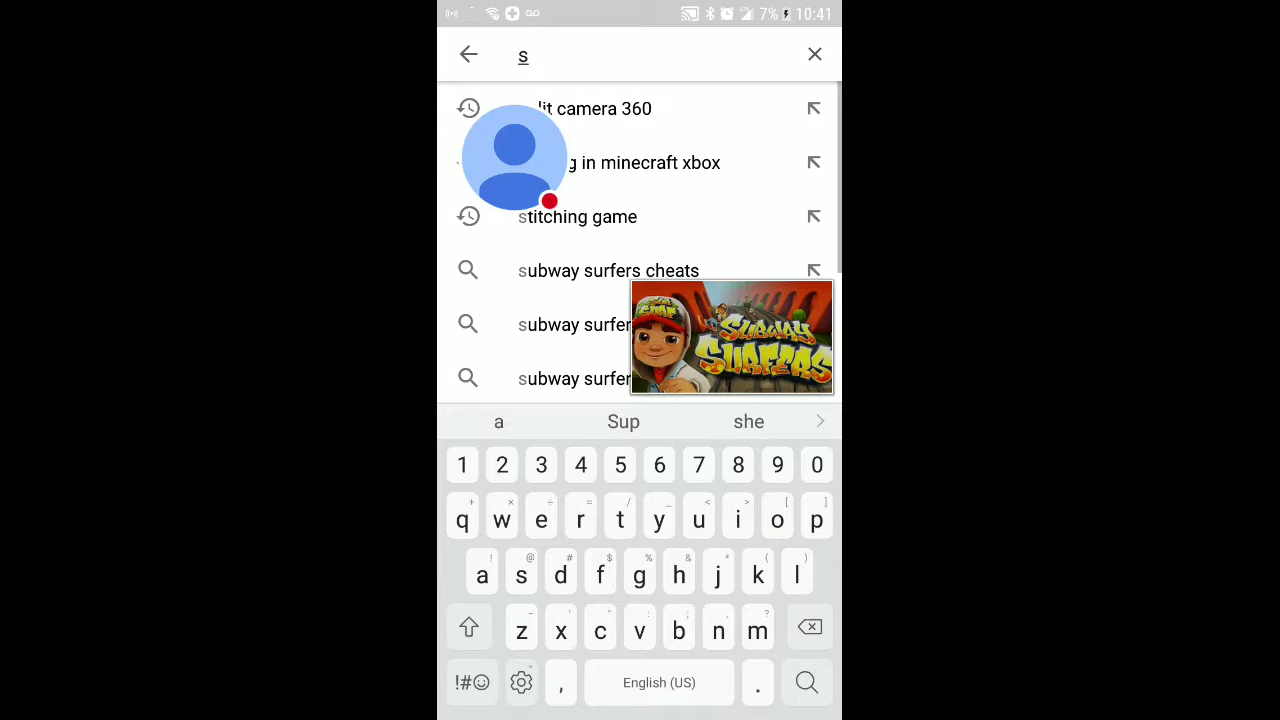 7% 10:41
s
lit camera 360
g in minecraft xbox
stitching game
subway surfers cheats
subway surfer
subway surfer
SUBWAY
SURFERS
a Sup she
1 2 3 4 5 6 7 8 9 0
+ × ÷ = / _ < > [ ]
q w e r t y u i o p
! @ # $ % & * ( )
a s d f g h j k l
- ' " : ; , ?
z x c v b n m
!#☺ , English (US) .